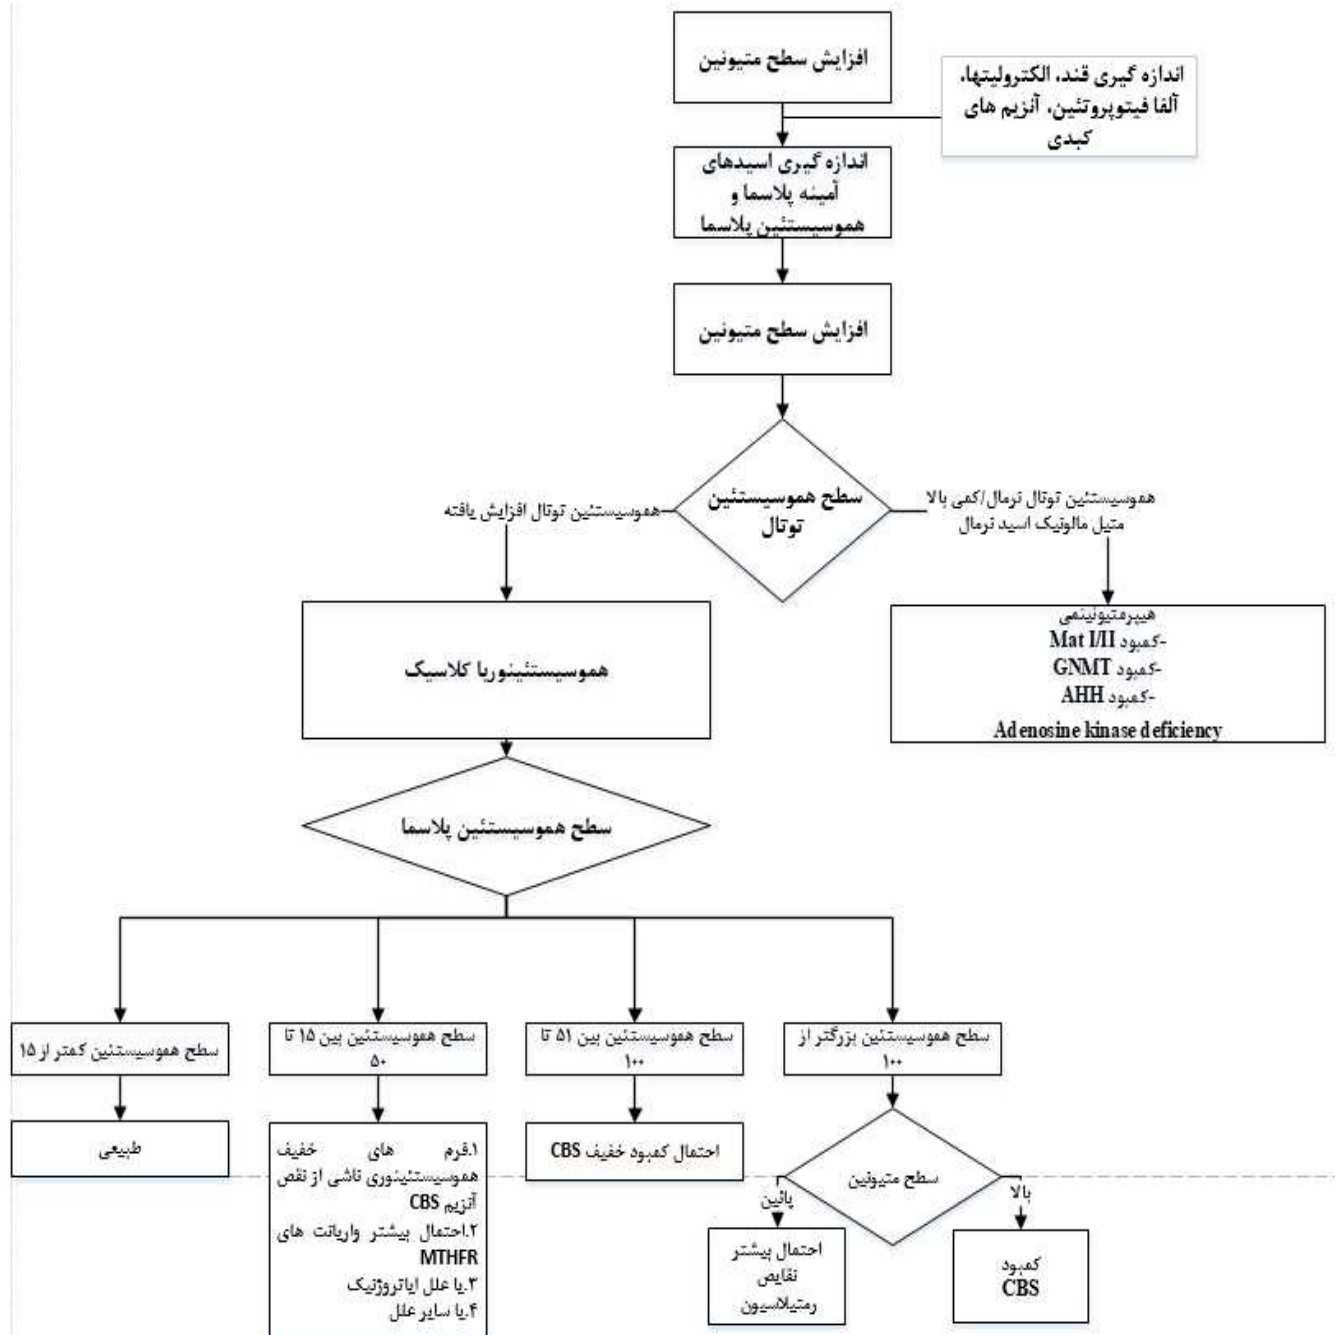 افزایش سطح متیونین
اندازه گیری قند، الکترولیتها،
آلفا فیتوپروتئین، آنزیم های
کبدی
اندازه گیری اسیدهای
آمینه پلاسما و
هموسیستئین پلاسما
افزایش سطح متیونین
سطح هموسیستئین
توتال
هموسیستئین توتال نرمال/کمی بالا
متیل مالونیک اسید نرمال
هموسیستئین توتال افزایش یافته
هیپرمتیونینمی
-کمبود Mat I/II
-کمبود GNMT
-کمبود AHH
Adenosine kinase deficiency
هموسیستئینوریا کلاسیک
سطح هموسیستئین پلاسما
سطح هموسیستئین بزرگتر از
۱۰۰
سطح هموسیستئین بین ۵۱ تا
۱۰۰
سطح هموسیستئین بین ۱۵ تا
۵۰
سطح هموسیستئین کمتر از ۱۵
سطح متیونین
بالا
پائین
کمبود
CBS
احتمال بیشتر
نقایص
رمتیلاسیون
احتمال کمبود خفیف CBS
۱.فرم های خفیف
هموسیستئینوری ناشی از نقص
آنزیم CBS
۲.احتمال بیشتر واریانت های
MTHFR
۳.یا علل ایاتروژنیک
۴.یا سایر علل
طبیعی